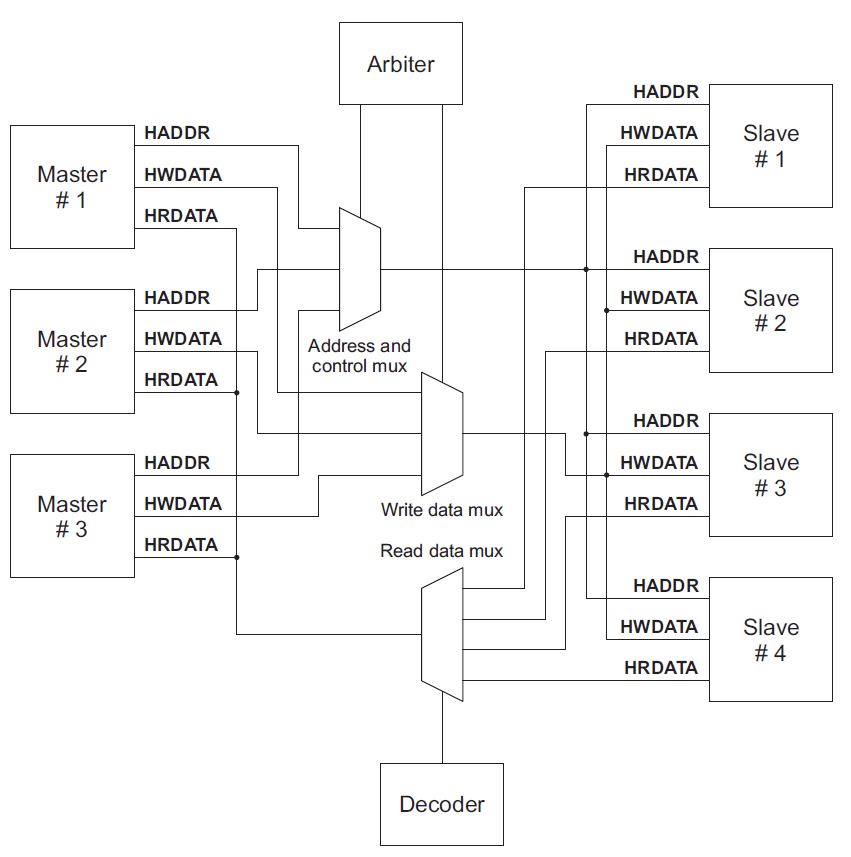 Arbiter
Master
# 1
HADDR
HWDATA
HRDATA
Master
# 2
HADDR
HWDATA
HRDATA
Master
# 3
HADDR
HWDATA
HRDATA
Address and
control mux
Write data mux
Read data mux
Decoder
HADDR
HWDATA
HRDATA
Slave
# 1
HADDR
HWDATA
HRDATA
Slave
# 2
HADDR
HWDATA
HRDATA
Slave
# 3
HADDR
HWDATA
HRDATA
Slave
# 4